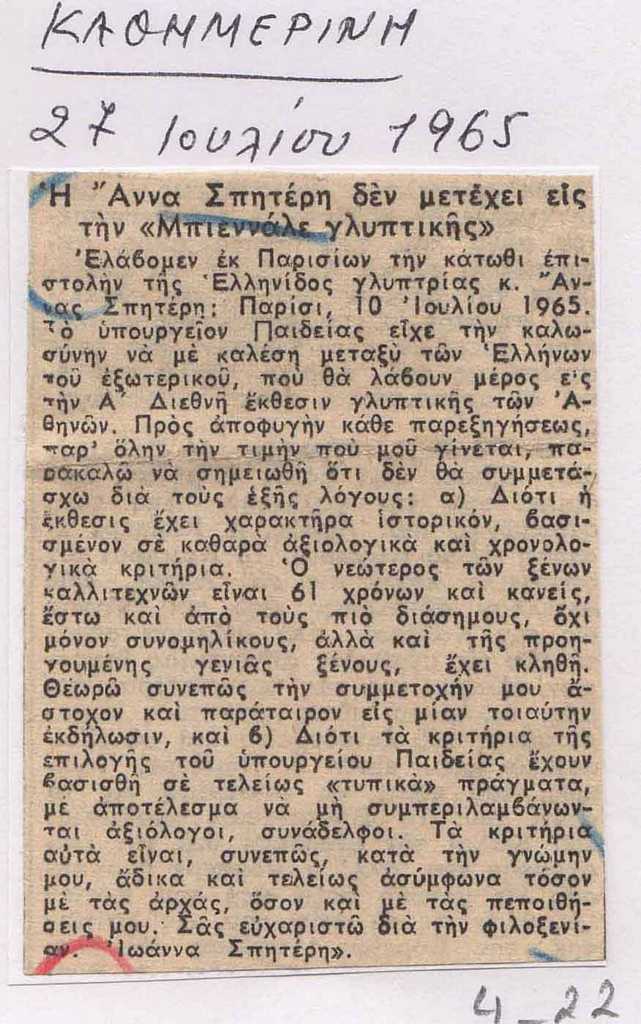 ΚΑΘΗΜΜΕΡΙΝΗ
27 Ιουλίου 1965
Ἡ Ἄννα Σπητέρη δὲν μετέχει εἰς
τὴν «Μπιεννάλε γλυπτικῆς»
Ἐλάβομεν ἐκ Παρισίων τὴν κάτωθι ἐπι-
στολὴν τῆς Ἑλληνίδος γλυπτρίας κ. Ἄν-
νας Σπητέρη: Παρίσι, 10 Ἰουλίου 1965.
Τὸ ὑπουργεῖον Παιδείας εἶχε τὴν καλω-
σύνην νὰ μὲ καλέση μεταξὺ τῶν Ἑλλήνων
τοῦ ἐξωτερικοῦ, ποὺ θὰ λάβουν μέρος εἰς
τὴν Α΄ Διεθνῆ ἔκθεσιν γλυπτικῆς τῶν Ἀ-
θηνῶν. Πρὸς ἀποφυγὴν κάθε παρεξηγήσεως,
παρ' ὅλην τὴν τιμὴν ποὺ μοῦ γίνεται, πα-
ρακαλῶ νὰ σημειωθῆ ὅτι δὲν θὰ συμμετά-
σχω διὰ τοὺς ἑξῆς λόγους: α) Διότι ἡ
ἔκθεσις ἔχει χαρακτῆρα ἱστορικόν, βασι-
σμένον σὲ καθαρὰ ἀξιολογικὰ καὶ χρονολο-
γικὰ κριτήρια. Ὁ νεώτερος τῶν ξένων
καλλιτεχνῶν εἶναι 61 χρόνων καὶ κανείς,
ἔστω καὶ ἀπὸ τοὺς πιὸ διάσημους, ὄχι
μόνον συνομηλίκους, ἀλλὰ καὶ τῆς προη-
γουμένης γενιᾶς ξένους, ἔχει κληθῆ.
Θεωρῶ συνεπῶς τὴν συμμετοχήν μου ἄ-
στοχον καὶ παράταιρον εἰς μίαν τοιαύτην
ἐκδήλωσιν, καὶ β) Διότι τὰ κριτήρια τῆς
ἐπιλογῆς τοῦ ὑπουργείου Παιδείας ἔχουν
βασισθῆ σὲ τελείως «τυπικὰ» πράγματα,
μὲ ἀποτέλεσμα νὰ μὴ συμπεριλαμβάνων-
ται ἀξιόλογοι, συνάδελφοι. Τὰ κριτήρια
αὐτὰ εἶναι, συνεπῶς, κατὰ τὴν γνώμην
μου, ἄδικα καὶ τελείως ἀσύμφωνα τόσον
μὲ τὰς ἀρχάς, ὅσον καὶ μὲ τὰς πεποιθή-
σεις μου. Σᾶς εὐχαριστῶ διὰ τὴν φιλοξενί-
αν. Ἰωάννα Σπητέρη».
4-22